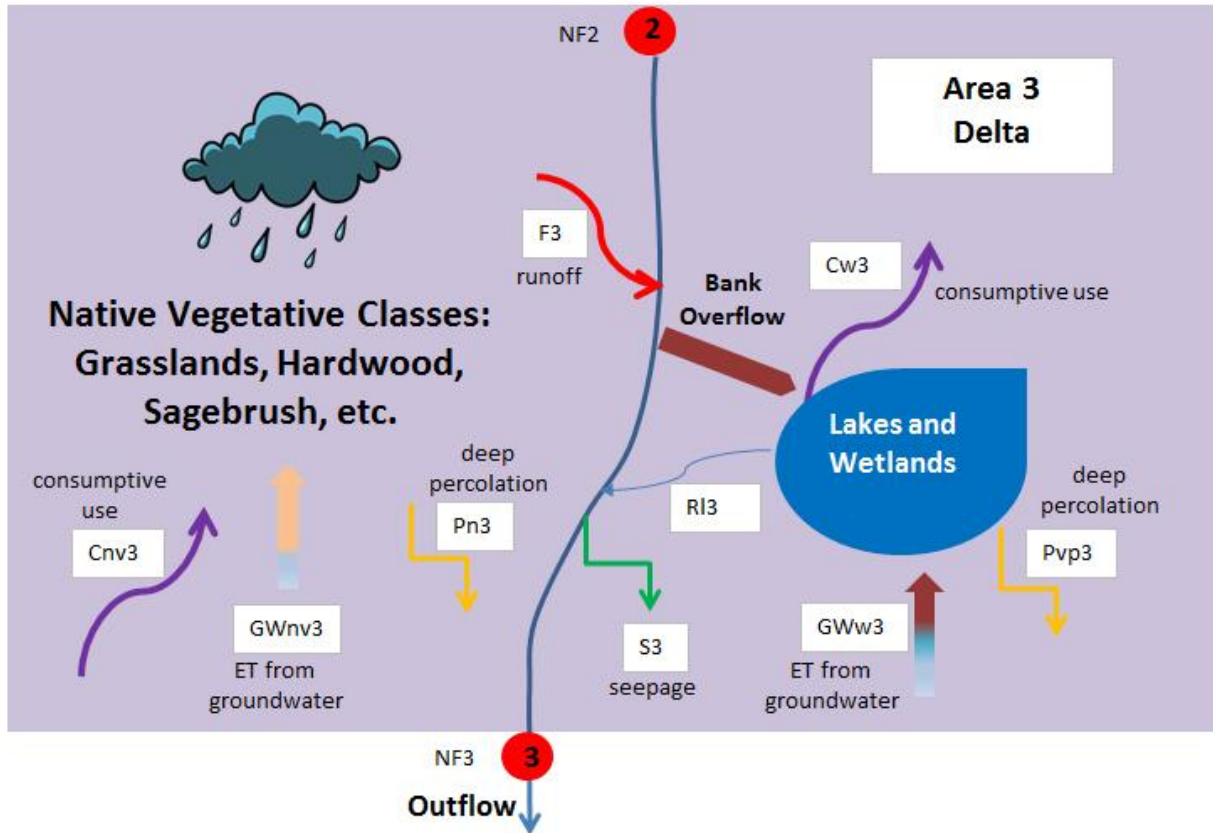 NF2
2
Area 3
Delta
F3
runoff
Bank
Overflow
Cw3
consumptive use
Native Vegetative Classes:
Grasslands, Hardwood,
Sagebrush, etc.
Lakes and
Wetlands
consumptive
use
Cnv3
deep
percolation
Pn3
Rl3
deep
percolation
Pvp3
GWnv3
ET from
groundwater
S3
seepage
GWw3
ET from
groundwater
NF3
3
Outflow